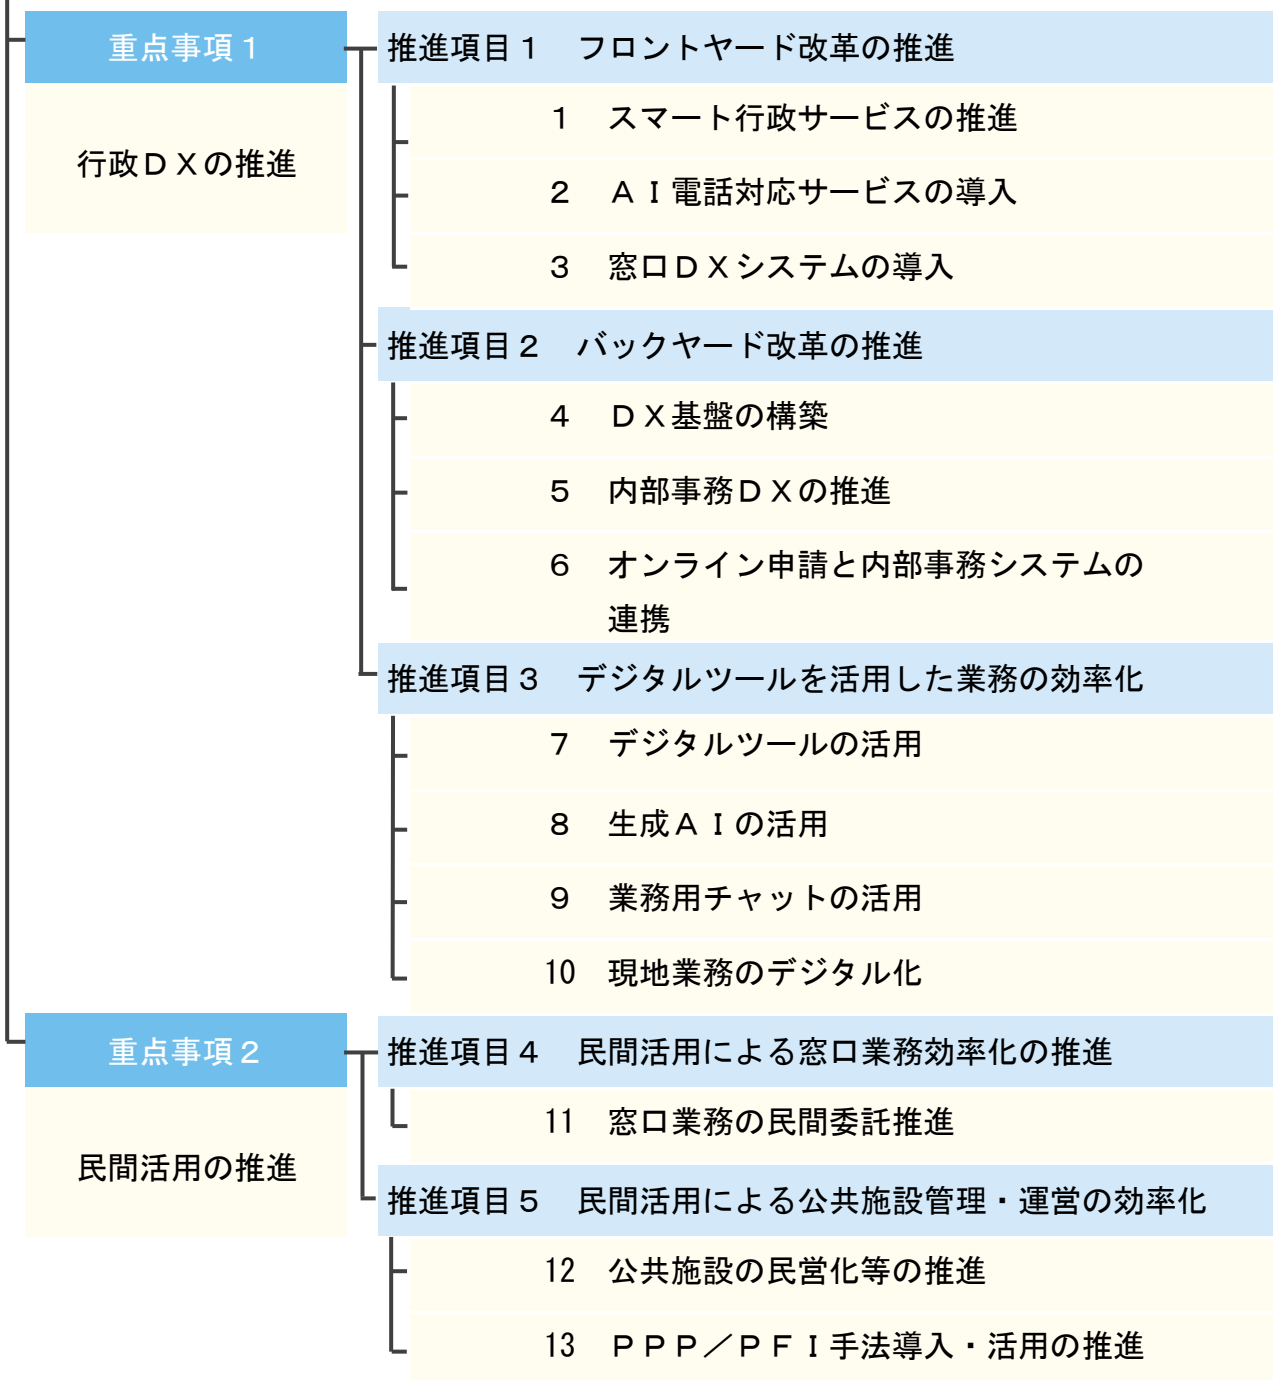 重点事項１
行政ＤＸの推進
推進項目１　フロントヤード改革の推進
１　スマート行政サービスの推進
２　ＡＩ電話対応サービスの導入
３　窓口ＤＸシステムの導入
推進項目２　バックヤード改革の推進
４　ＤＸ基盤の構築
５　内部事務ＤＸの推進
６　オンライン申請と内部事務システムの
連携
推進項目３　デジタルツールを活用した業務の効率化
７　デジタルツールの活用
８　生成ＡＩの活用
９　業務用チャットの活用
10　現地業務のデジタル化
重点事項２
民間活用の推進
推進項目４　民間活用による窓口業務効率化の推進
11　窓口業務の民間委託推進
推進項目５　民間活用による公共施設管理・運営の効率化
12　公共施設の民営化等の推進
13　ＰＰＰ／ＰＦＩ手法導入・活用の推進